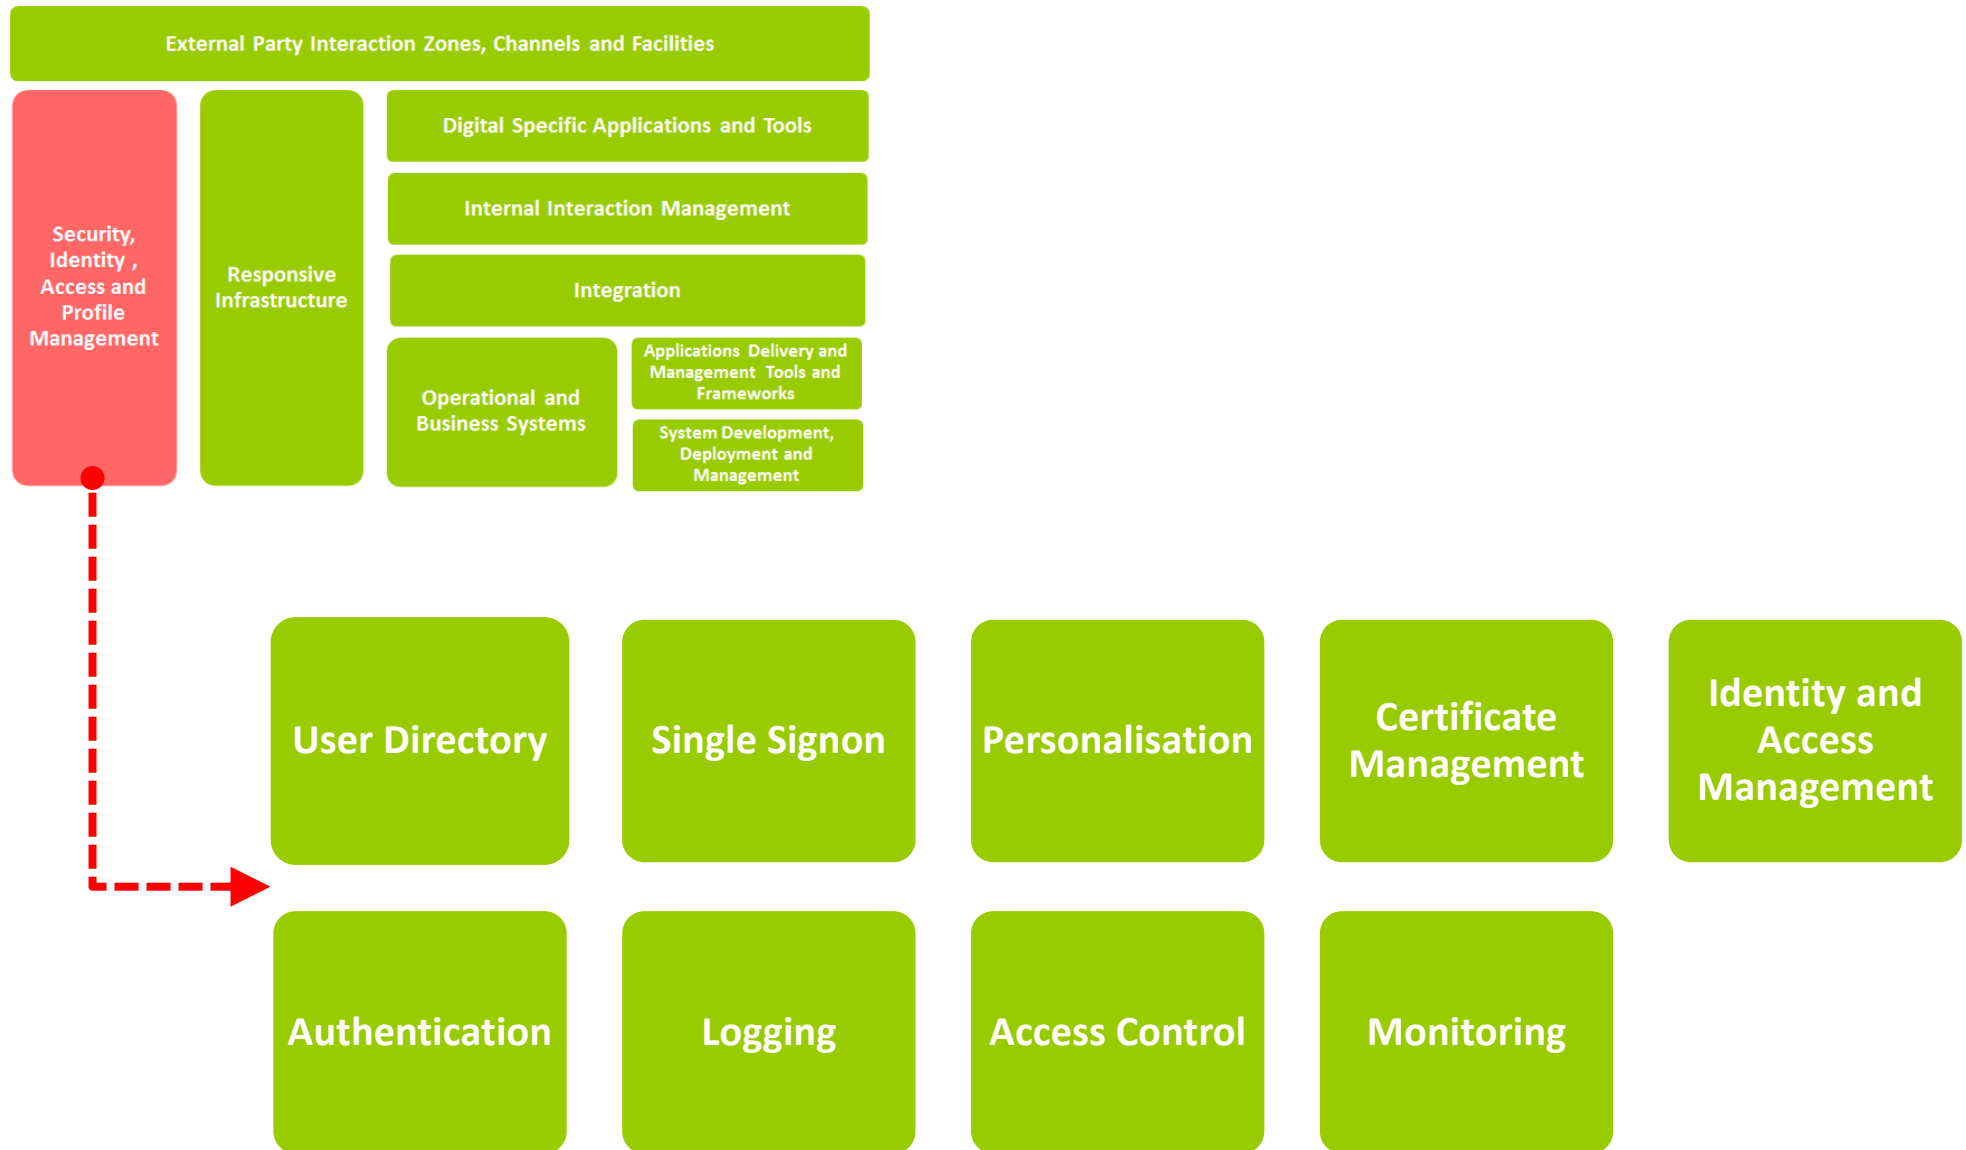 External Party Interaction Zones, Channels and Facilities
Security,
Identity ,
Access and
Profile
Management
Responsive
Infrastructure
Digital Specific Applications and Tools
Internal Interaction Management
Integration
Operational and
Business Systems
Applications Delivery and
Management Tools and
Frameworks
System Development,
Deployment and
Management
User Directory
Single Signon
Personalisation
Certificate
Management
Identity and
Access
Management
Authentication
Logging
Access Control
Monitoring